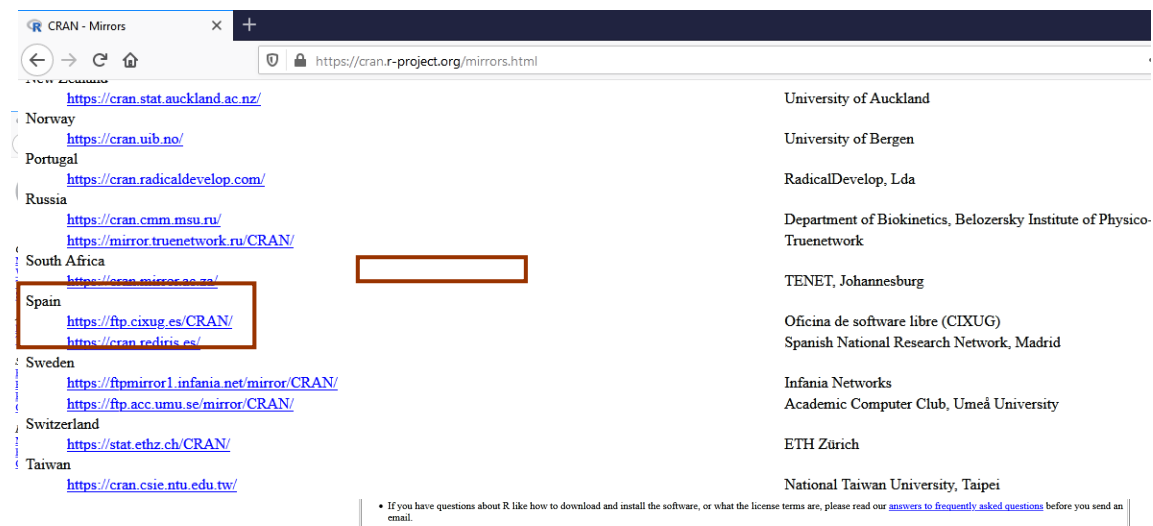 CRAN - Mirrors
https://cran.r-project.org/mirrors.html
New Zealand
https://cran.stat.auckland.ac.nz/ University of Auckland
Norway
https://cran.uib.no/ University of Bergen
Portugal
https://cran.radicaldevelop.com/ RadicalDevelop, Lda
Russia
https://cran.cmm.msu.ru/ Department of Biokinetics, Belozersky Institute of Physico-
https://mirror.truenetwork.ru/CRAN/ Truenetwork
South Africa
https://cran.mirror.ac.za/ TENET, Johannesburg
Spain
https://ftp.cixug.es/CRAN/ Oficina de software libre (CIXUG)
https://cran.rediris.es/ Spanish National Research Network, Madrid
Sweden
https://ftpmirror1.infania.net/mirror/CRAN/ Infania Networks
https://ftp.acc.umu.se/mirror/CRAN/ Academic Computer Club, Umeå University
Switzerland
https://stat.ethz.ch/CRAN/ ETH Zürich
Taiwan
https://cran.csie.ntu.edu.tw/ National Taiwan University, Taipei
• If you have questions about R like how to download and install the software, or what the license terms are, please read our answers to frequently asked questions before you send an
email.